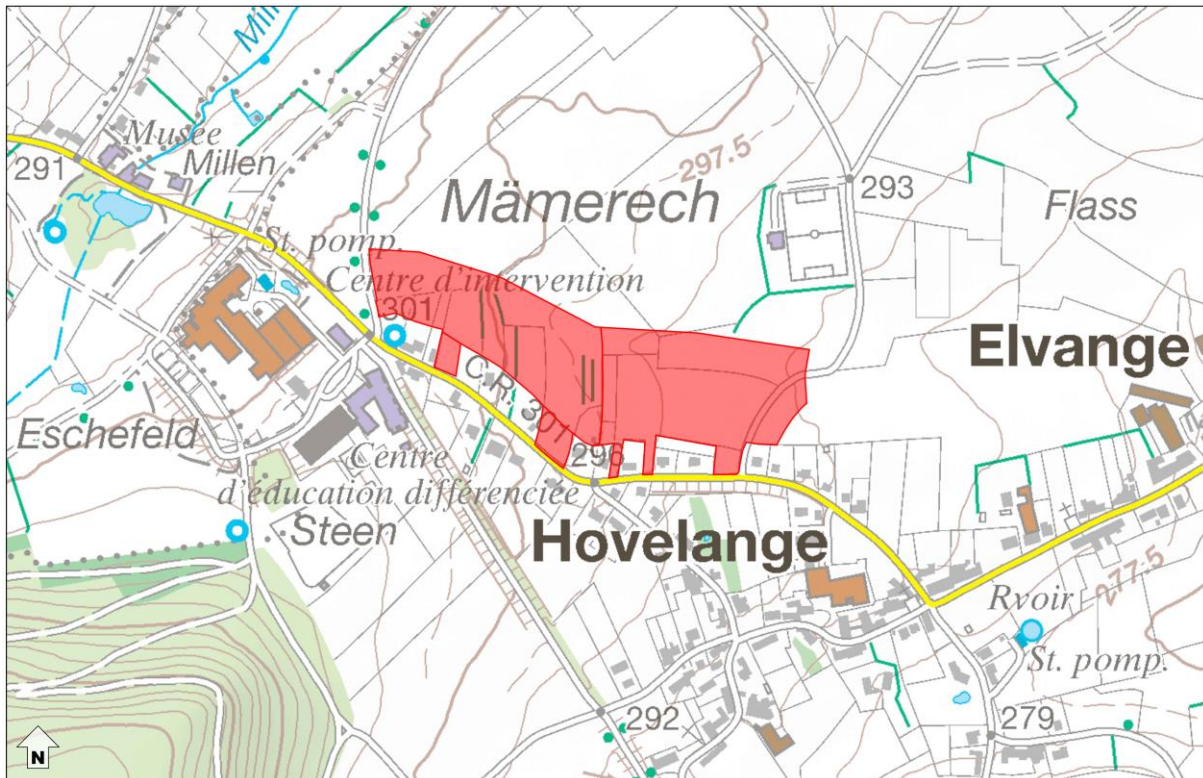 Mill
Musée
Millen
291
Mämerech
297.5
293
Flass
St. pomp.
Centre d'intervention
301
Elvange
C.R. 301
Eschefeld
Centre
d'éducation différenciée
296
Steen
Hovelange
277.5
Rvoir
St. pomp.
292
279
N